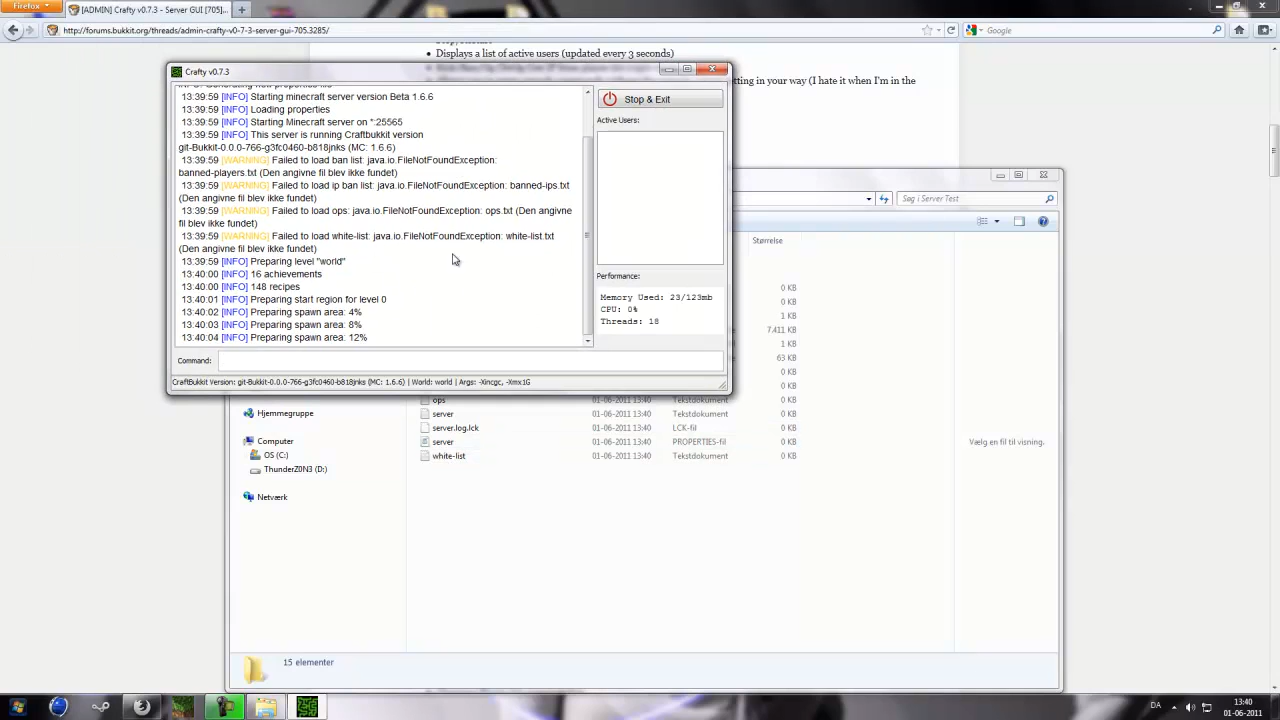 Firefox
[ADMIN] Crafty v0.7.3 - Server GUI [705]...
http://forums.bukkit.org/threads/admin-crafty-v0-7-3-server-gui-705.3285/
Google
Displays a list of active users (updated every 3 seconds)
etting in your way (I hate it when I'm in the
Crafty v0.7.3
13:39:59 [INFO] Starting minecraft server version Beta 1.6.6
13:39:59 [INFO] Loading properties
13:39:59 [INFO] Starting Minecraft server on *:25565
13:39:59 [INFO] This server is running Craftbukkit version
git-Bukkit-0.0.0-766-g3fc0460-b818jnks (MC: 1.6.6)
13:39:59 [WARNING] Failed to load ban list: java.io.FileNotFoundException:
banned-players.txt (Den angivne fil blev ikke fundet)
13:39:59 [WARNING] Failed to load ip ban list: java.io.FileNotFoundException: banned-ips.txt
(Den angivne fil blev ikke fundet)
13:39:59 [WARNING] Failed to load ops: java.io.FileNotFoundException: ops.txt (Den angivne
fil blev ikke fundet)
13:39:59 [WARNING] Failed to load white-list: java.io.FileNotFoundException: white-list.txt
(Den angivne fil blev ikke fundet)
13:39:59 [INFO] Preparing level "world"
13:40:00 [INFO] 16 achievements
13:40:00 [INFO] 148 recipes
13:40:01 [INFO] Preparing start region for level 0
13:40:02 [INFO] Preparing spawn area: 4%
13:40:03 [INFO] Preparing spawn area: 8%
13:40:04 [INFO] Preparing spawn area: 12%
Stop & Exit
Active Users:
Performance:
Memory Used: 23/123mb
CPU: 0%
Threads: 18
Command:
CraftBukkit Version: git-Bukkit-0.0.0-766-g3fc0460-b818jnks (MC: 1.6.6) | World: world | Args: -Xincgc, -Xmx1G
Søg i Server Test
Størrelse
0 KB
0 KB
1 KB
7.411 KB
1 KB
63 KB
0 KB
ops 01-06-2011 13:40 Tekstdokument 0 KB
server 01-06-2011 13:40 Tekstdokument 0 KB
server.log.lck 01-06-2011 13:40 LCK-fil 0 KB
server 01-06-2011 13:40 PROPERTIES-fil 0 KB
white-list 01-06-2011 13:40 Tekstdokument 0 KB
Hjemmegruppe
Computer
OS (C:)
ThunderZ0N3 (D:)
Netværk
Vælg en fil til visning.
15 elementer
DA
13:40
01-06-2011